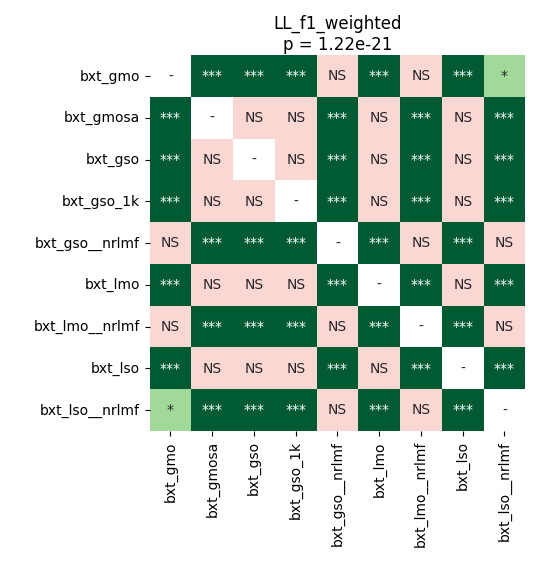 LL_f1_weighted
p = 1.22e-21
bxt_gmo - *** *** *** NS *** NS *** *
bxt_gmosa *** - NS NS *** NS *** NS ***
bxt_gso *** NS - NS *** NS *** NS ***
bxt_gso_1k *** NS NS - *** NS *** NS ***
bxt_gso__nrlmf NS *** *** *** - *** NS *** NS
bxt_lmo *** NS NS NS *** - *** NS ***
bxt_lmo__nrlmf NS *** *** *** NS *** - *** NS
bxt_lso *** NS NS NS *** NS *** - ***
bxt_lso__nrlmf * *** *** *** NS *** NS *** -
bxt_gmo
bxt_gmosa
bxt_gso
bxt_gso_1k
bxt_gso__nrlmf
bxt_lmo
bxt_lmo__nrlmf
bxt_lso
bxt_lso__nrlmf